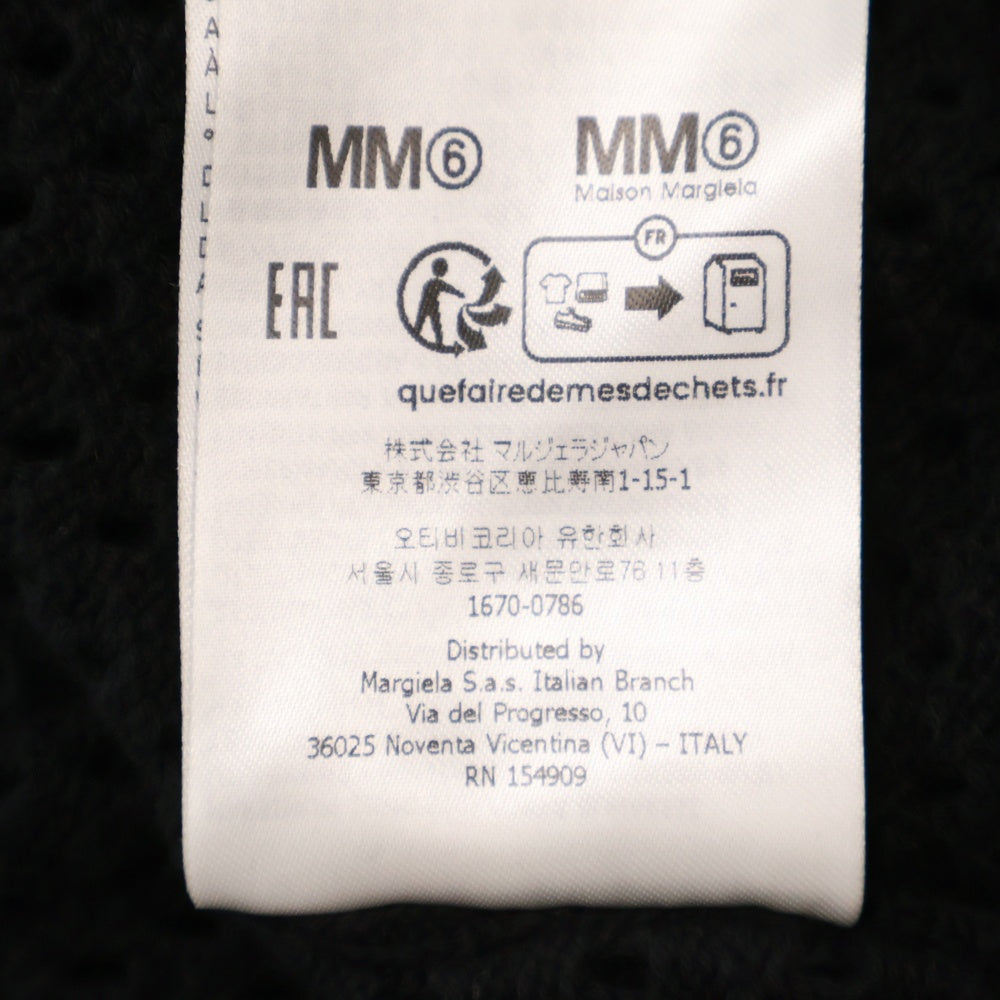 MM⑥
MM⑥
Maison Margiela
FR
EAC
quefairedemesdechets.fr
株式会社 マルジェラジャパン
東京都渋谷区恵比寿南1-15-1
오티비코리아 유한회사
서울시 종로구 새문안로76 11층
1670-0786
Distributed by
Margiela S.a.s. Italian Branch
Via del Progresso, 10
36025 Noventa Vicentina (VI) – ITALY
RN 154909